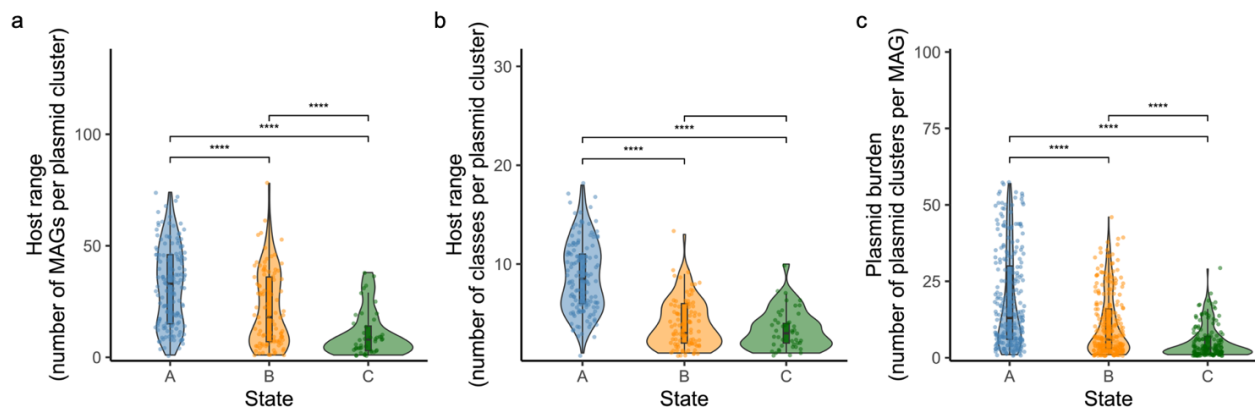 a
Host range
(number of MAGs per plasmid cluster)
100
50
0
****
****
****
A B C
State
b
Host range
(number of classes per plasmid cluster)
30
20
10
****
****
A B C
State
c
Plasmid burden
(number of plasmid clusters per MAG)
100
75
50
25
0
****
****
****
A B C
State